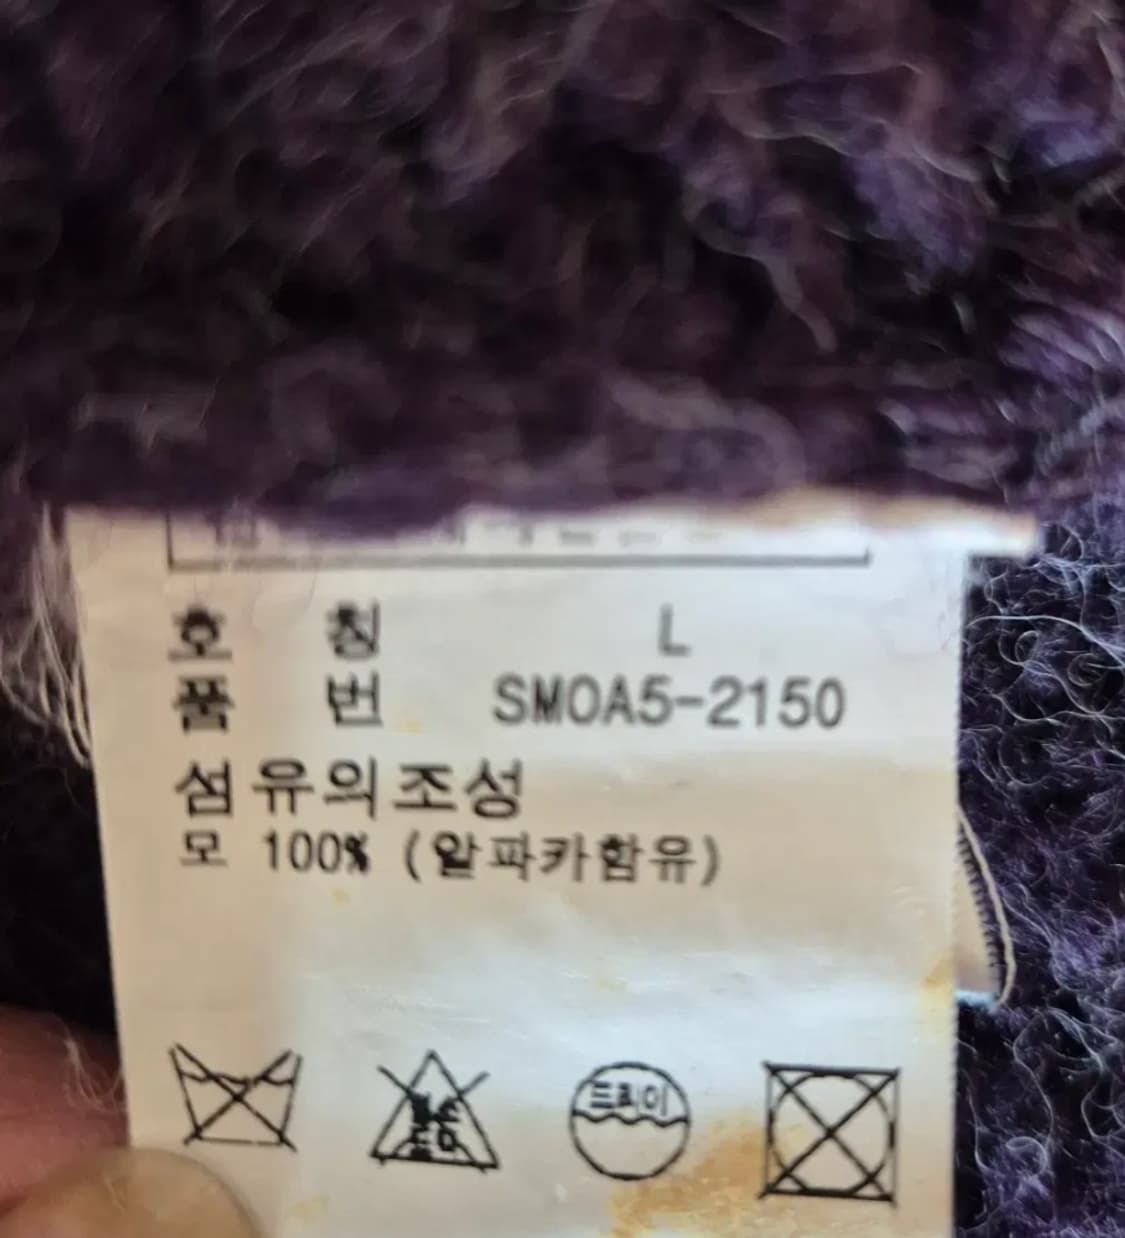 호 칭 L
품 번 SMOA5-2150
섬유의조성
모 100% (알파카함유)
드리이